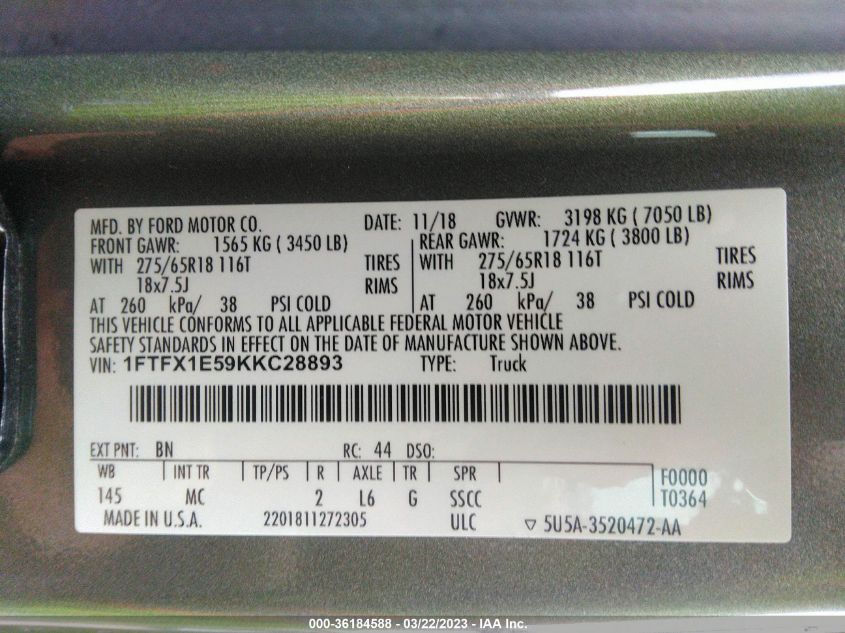 MFD. BY FORD MOTOR CO. DATE: 11/18 GVWR: 3198 KG ( 7050 LB)
FRONT GAWR: 1565 KG ( 3450 LB) REAR GAWR: 1724 KG ( 3800 LB)
WITH 275/65R18 116T TIRES WITH 275/65R18 116T TIRES
18x7.5J RIMS 18x7.5J RIMS
AT 260 kPa/ 38 PSI COLD AT 260 kPa/ 38 PSI COLD
THIS VEHICLE CONFORMS TO ALL APPLICABLE FEDERAL MOTOR VEHICLE
SAFETY STANDARDS IN EFFECT ON THE DATE OF MANUFACTURE SHOWN ABOVE.
VIN: 1FTFX1E59KKC28893 TYPE: Truck
EXT PNT: BN RC: 44 DSO:
WB INT TR TP/PS R AXLE TR SPR F0000
145 MC 2 L6 G SSCC T0364
MADE IN U.S.A. 2201811272305 ULC ▽ 5U5A-3520472-AA
000-36184588 - 03/22/2023 - IAA Inc.